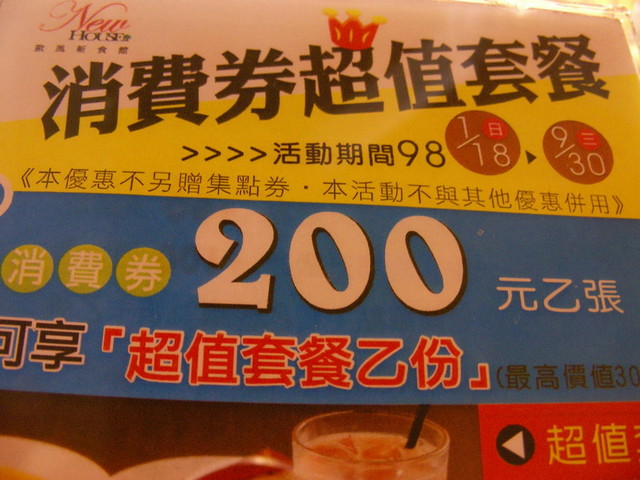 New
HOUSE
歐風新食館
消費券超值套餐
>>>>活動期間98 1/18 日 ▶ 9/30 三
《本優惠不另贈集點券・本活動不與其他優惠併用》
消費券 200 元乙張
可享「超值套餐乙份」(最高價值30
◀ 超值